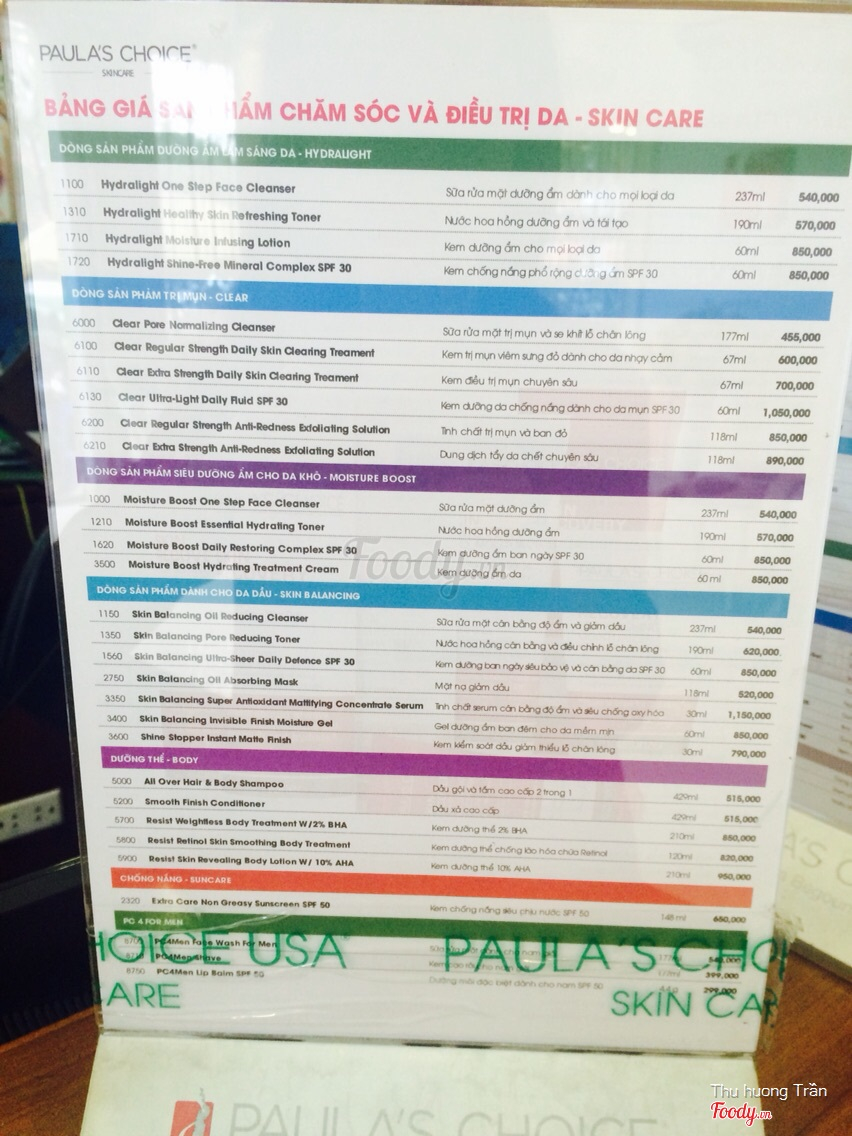 PAULA'S CHOICE
SKINCARE
BẢNG GIÁ SẢN PHẨM CHĂM SÓC VÀ ĐIỀU TRỊ DA - SKIN CARE
DÒNG SẢN PHẨM DƯỠNG ẨM LÀM SÁNG DA - HYDRALIGHT
1100 Hydralight One Step Face Cleanser Sữa rửa mặt dưỡng ẩm dành cho mọi loại da 237ml 540,000
1310 Hydralight Healthy Skin Refreshing Toner Nước hoa hồng dưỡng ẩm và tái tạo 190ml 570,000
1710 Hydralight Moisture Infusing Lotion Kem dưỡng ẩm cho mọi loại da 60ml 850,000
1720 Hydralight Shine-Free Mineral Complex SPF 30 Kem chống nắng phổ rộng dưỡng ẩm SPF 30 60ml 850,000
DÒNG SẢN PHẨM TRỊ MỤN - CLEAR
6000 Clear Pore Normalizing Cleanser Sữa rửa mặt trị mụn và se khít lỗ chân lông 177ml 455,000
6100 Clear Regular Strength Daily Skin Clearing Treament Kem trị mụn viêm sưng đỏ dành cho da nhạy cảm 67ml 600,000
6110 Clear Extra Strength Daily Skin Clearing Treament Kem điều trị mụn chuyên sâu 67ml 700,000
6130 Clear Ultra-Light Daily Fluid SPF 30 Kem dưỡng da chống nắng dành cho da mụn SPF 30 60ml 1,050,000
6200 Clear Regular Strength Anti-Redness Exfoliating Solution Tinh chất trị mụn và ban đỏ 118ml 850,000
6210 Clear Extra Strength Anti-Redness Exfoliating Solution Dung dịch tẩy da chết chuyên sâu 118ml 890,000
DÒNG SẢN PHẨM SIÊU DƯỠNG ẨM CHO DA KHÔ - MOISTURE BOOST
1000 Moisture Boost One Step Face Cleanser Sữa rửa mặt dưỡng ẩm 237ml 540,000
1210 Moisture Boost Essential Hydrating Toner Nước hoa hồng dưỡng ẩm 190ml 570,000
1620 Moisture Boost Daily Restoring Complex SPF 30 Kem dưỡng ẩm ban ngày SPF 30 60ml 850,000
3500 Moisture Boost Hydrating Treatment Cream Kem dưỡng ẩm da 60 ml 850,000
Foody.vn
DÒNG SẢN PHẨM DÀNH CHO DA DẦU - SKIN BALANCING
1150 Skin Balancing Oil Reducing Cleanser Sữa rửa mặt cân bằng độ ẩm và giảm dầu 237ml 540,000
1350 Skin Balancing Pore Reducing Toner Nước hoa hồng cân bằng và điều chỉnh lỗ chân lông 190ml 620,000
1560 Skin Balancing Ultra-Sheer Daily Defence SPF 30 Kem dưỡng ban ngày siêu bảo vệ và cân bằng da SPF 30 60ml 850,000
2750 Skin Balancing Oil Absorbing Mask Mặt nạ giảm dầu 118ml 520,000
3350 Skin Balancing Super Antioxidant Mattifying Concentrate Serum Tinh chất serum cân bằng độ ẩm và siêu chống oxy hóa 30ml 1,150,000
3400 Skin Balancing Invisible Finish Moisture Gel Gel dưỡng ẩm ban đêm cho da mềm mịn 60ml 850,000
3600 Shine Stopper Instant Matte Finish Kem kiểm soát dầu giảm thiểu lỗ chân lông 30ml 790,000
DƯỠNG THỂ - BODY
5000 All Over Hair & Body Shampoo Dầu gội và tắm cao cấp 2 trong 1 429ml 515,000
5200 Smooth Finish Conditioner Dầu xả cao cấp 429ml 515,000
5700 Resist Weightless Body Treatment W/2% BHA Kem dưỡng thể 2% BHA 210ml 850,000
5800 Resist Retinol Skin Smoothing Body Treatment Kem dưỡng thể chống lão hóa chứa Retinol 120ml 820,000
5900 Resist Skin Revealing Body Lotion W/ 10% AHA Kem dưỡng thể 10% AHA 210ml 950,000
CHỐNG NẮNG - SUNCARE
2320 Extra Care Non Greasy Sunscreen SPF 50 Kem chống nắng siêu chịu nước SPF 50 148 ml 650,000
PC 4 FOR MEN
PC4Men Face Wash For Men 540,000
PC4Men Shave 399,000
8750 PC4Men Lip Balm SPF 50 Dưỡng môi đặc biệt dành cho nam SPF 50 299,000
HOICE USA PAULA'S CHO
CARE SKIN CA
PAULA'S CHOICE
Thu huong Trần
Foody.vn